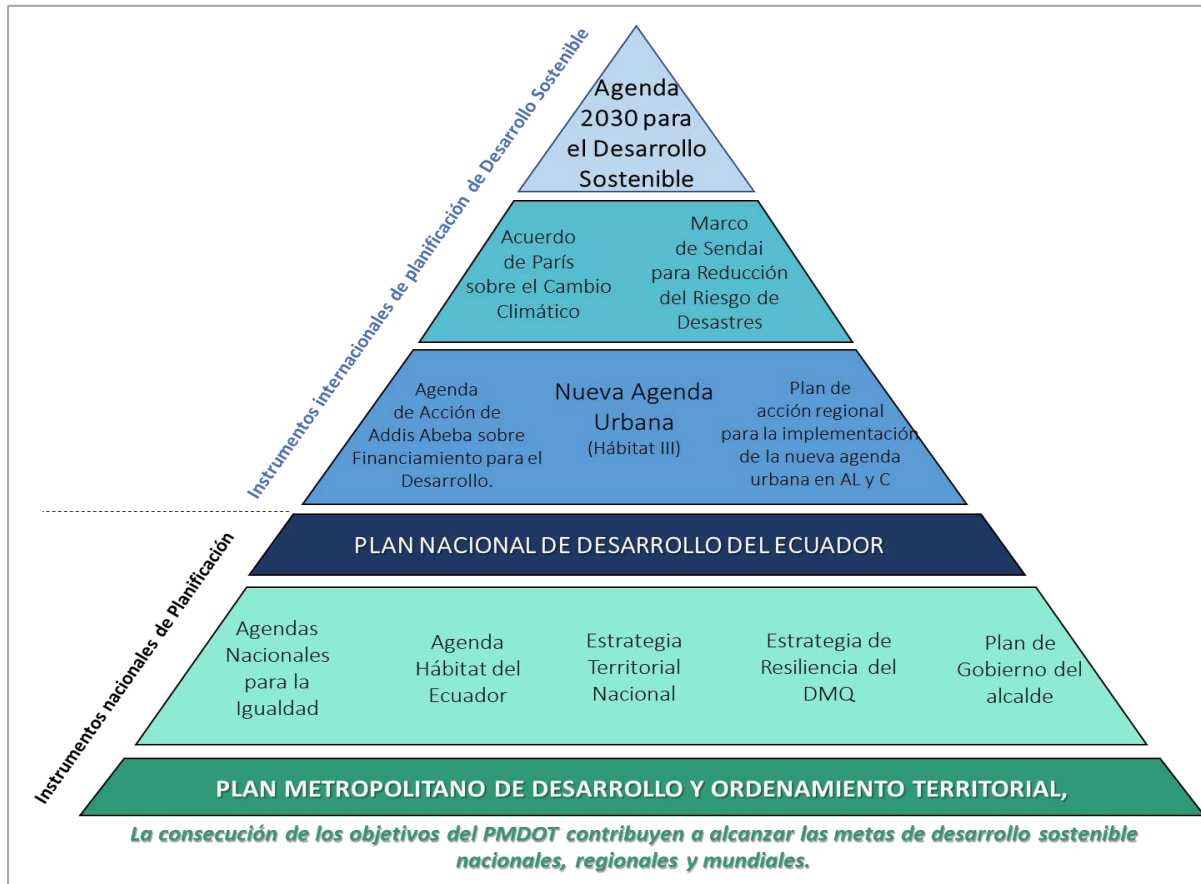 Instrumentos internacionales de planificación de Desarrollo Sostenible
Agenda
2030 para
el Desarrollo
Sostenible
Acuerdo
de París
sobre el Cambio
Climático
Marco
de Sendai
para Reducción
del Riesgo de
Desastres
Agenda
de Acción de
Addis Abeba sobre
Financiamiento para el
Desarrollo.
Nueva Agenda
Urbana
(Hábitat III)
Plan de
acción regional
para la implementación
de la nueva agenda
urbana en AL y C
Instrumentos nacionales de Planificación
PLAN NACIONAL DE DESARROLLO DEL ECUADOR
Agendas
Nacionales
para la
Igualdad
Agenda
Hábitat del
Ecuador
Estrategia
Territorial
Nacional
Estrategia de
Resiliencia del
DMQ
Plan de
Gobierno del
alcalde
PLAN METROPOLITANO DE DESARROLLO Y ORDENAMIENTO TERRITORIAL,
La consecución de los objetivos del PMDOT contribuyen a alcanzar las metas de desarrollo sostenible
nacionales, regionales y mundiales.